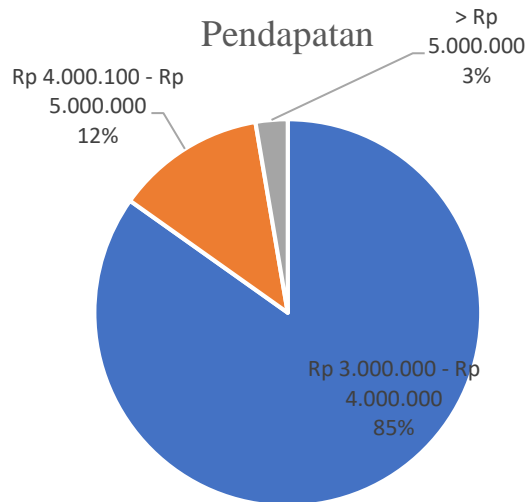 Pendapatan
> Rp
5.000.000
3%
Rp 4.000.100 - Rp
5.000.000
12%
Rp 3.000.000 - Rp
4.000.000
85%